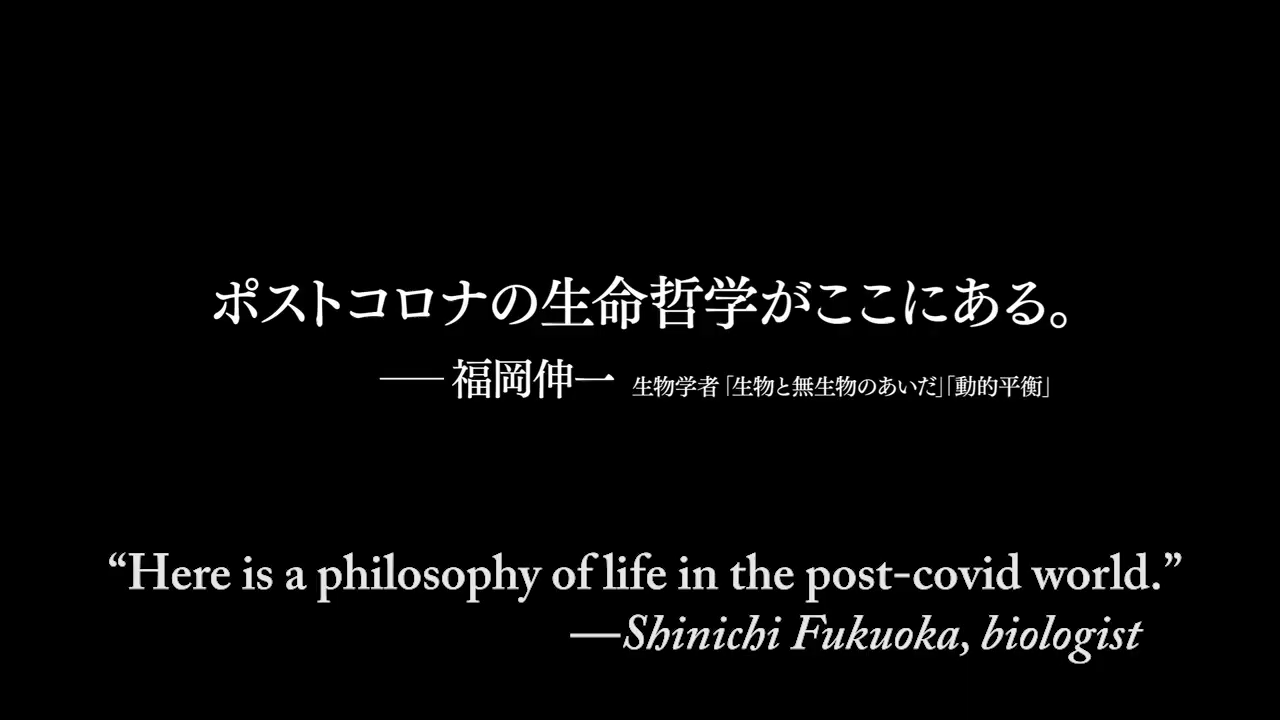 ポストコロナの生命哲学がここにある。
── 福岡伸一 生物学者「生物と無生物のあいだ」「動的平衡」
“Here is a philosophy of life in the post-covid world.”
—Shinichi Fukuoka, biologist